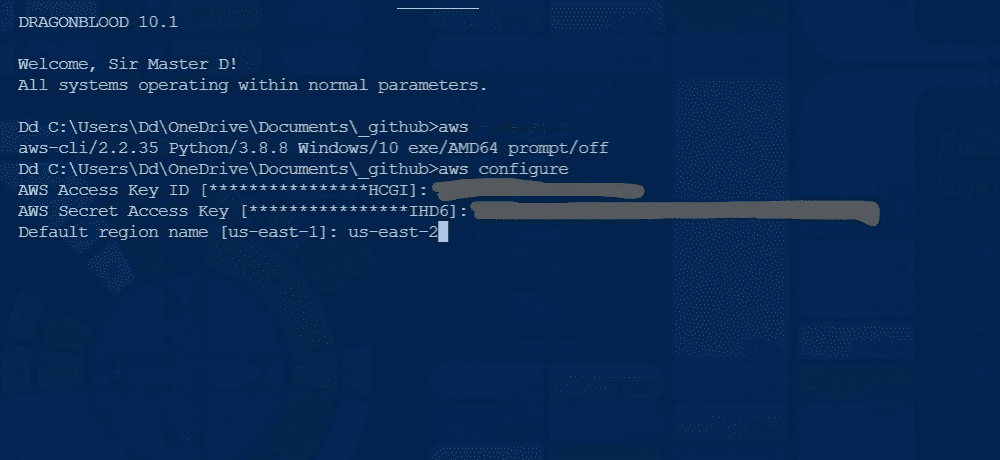 DRAGONBLOOD 10.1
Welcome, Sir Master D!
All systems operating within normal parameters.
Dd C:\Users\Dd\OneDrive\Documents\_github>aws
aws-cli/2.2.35 Python/3.8.8 Windows/10 exe/AMD64 prompt/off
Dd C:\Users\Dd\OneDrive\Documents\_github>aws configure
AWS Access Key ID [****************HCGI]:
AWS Secret Access Key [****************IHD6]:
Default region name [us-east-1]: us-east-2